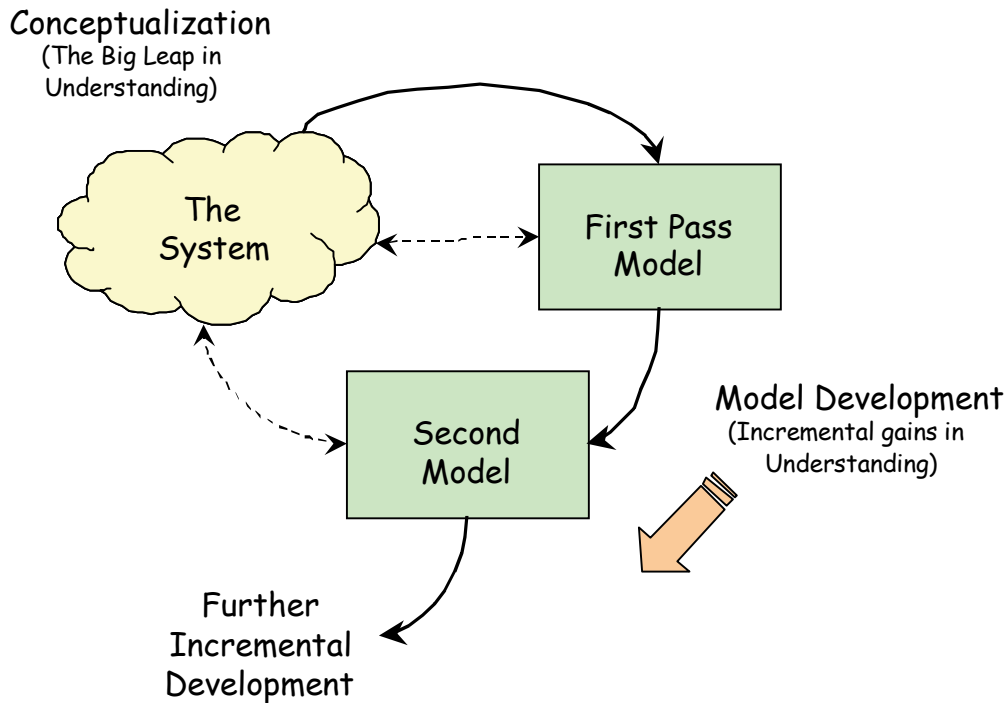 Conceptualization
(The Big Leap in
Understanding)
The
System
First Pass
Model
Model Development
(Incremental gains in
Understanding)
Second
Model
Further
Incremental
Development